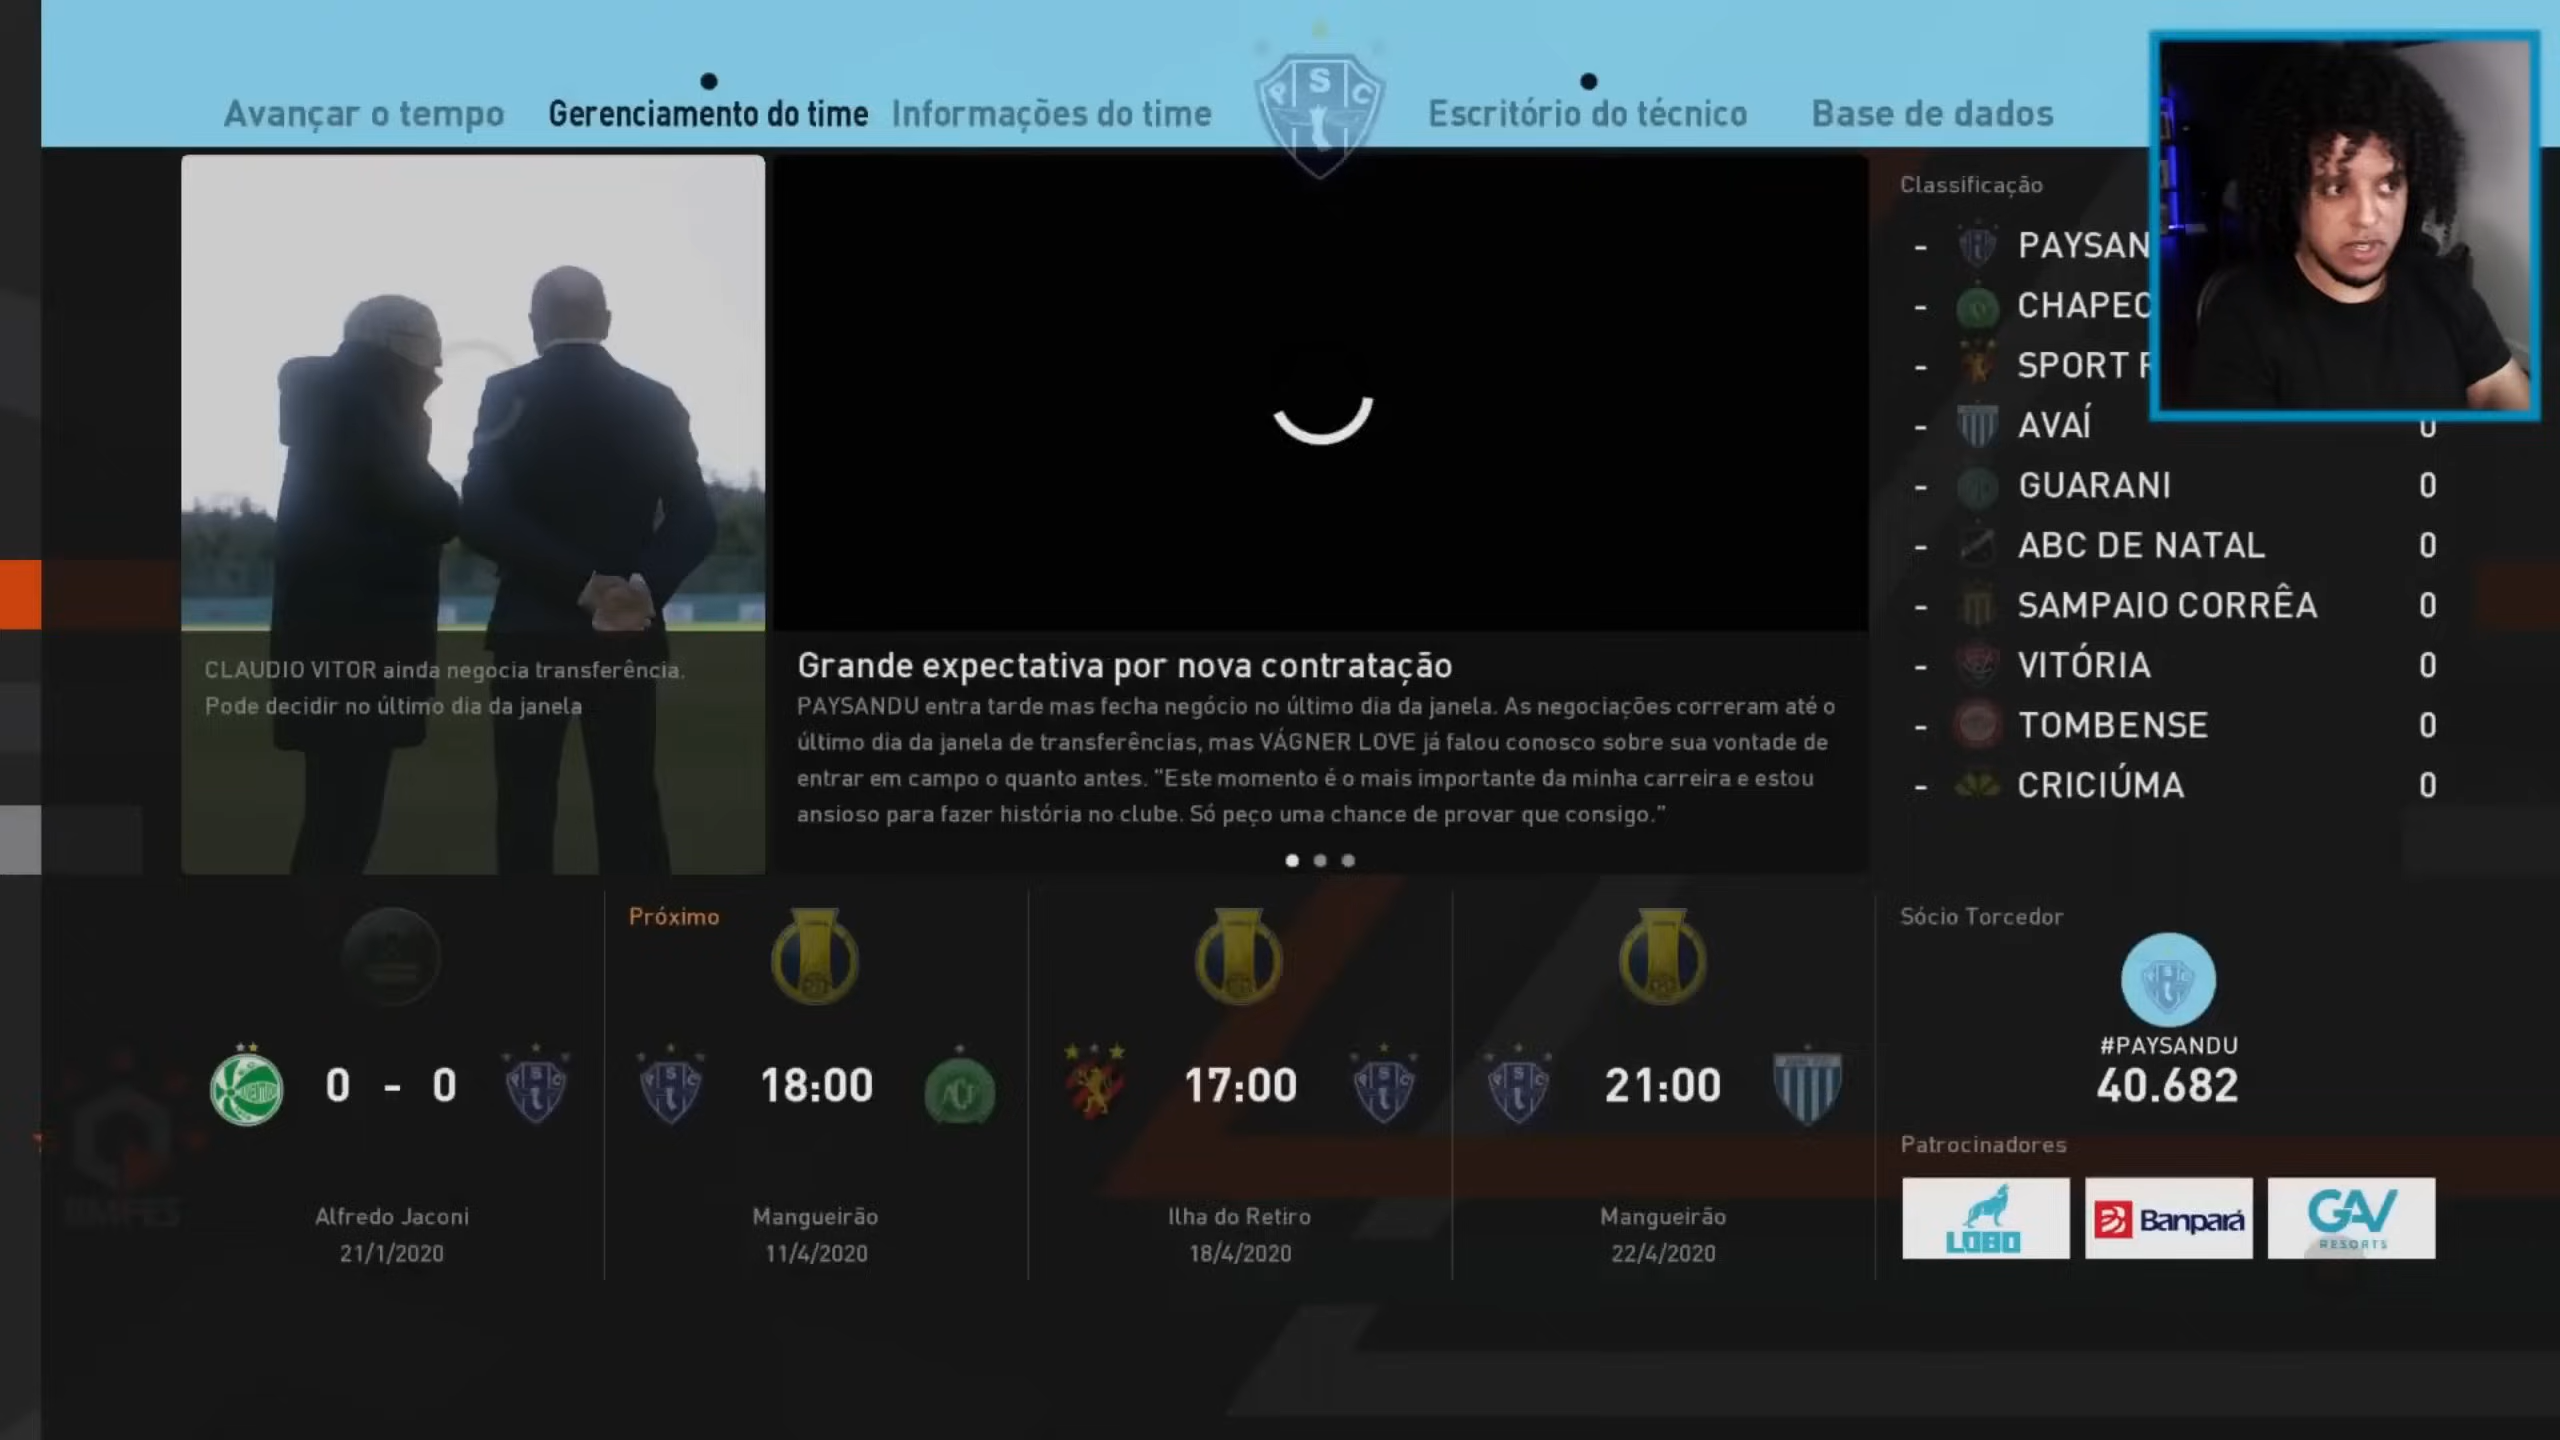 Avançar o tempo
Gerenciamento do time
Informações do time
Escritório do técnico
Base de dados
CLAUDIO VITOR ainda negocia transferência.
Pode decidir no último dia da janela
Grande expectativa por nova contratação
PAYSANDU entra tarde mas fecha negócio no último dia da janela. As negociações correram até o
último dia da janela de transferências, mas VÁGNER LOVE já falou conosco sobre sua vontade de
entrar em campo o quanto antes. "Este momento é o mais importante da minha carreira e estou
ansioso para fazer história no clube. Só peço uma chance de provar que consigo."
Classificação
- PAYSAN
- CHAPEC
- SPORT
- AVAÍ 0
- GUARANI 0
- ABC DE NATAL 0
- SAMPAIO CORRÊA 0
- VITÓRIA 0
- TOMBENSE 0
- CRICIÚMA 0
0 - 0
Alfredo Jaconi
21/1/2020
Próximo
18:00
Mangueirão
11/4/2020
17:00
Ilha do Retiro
18/4/2020
21:00
Mangueirão
22/4/2020
Sócio Torcedor
#PAYSANDU
40.682
Patrocinadores
LOBO
Banpará
GAV
RESORTS